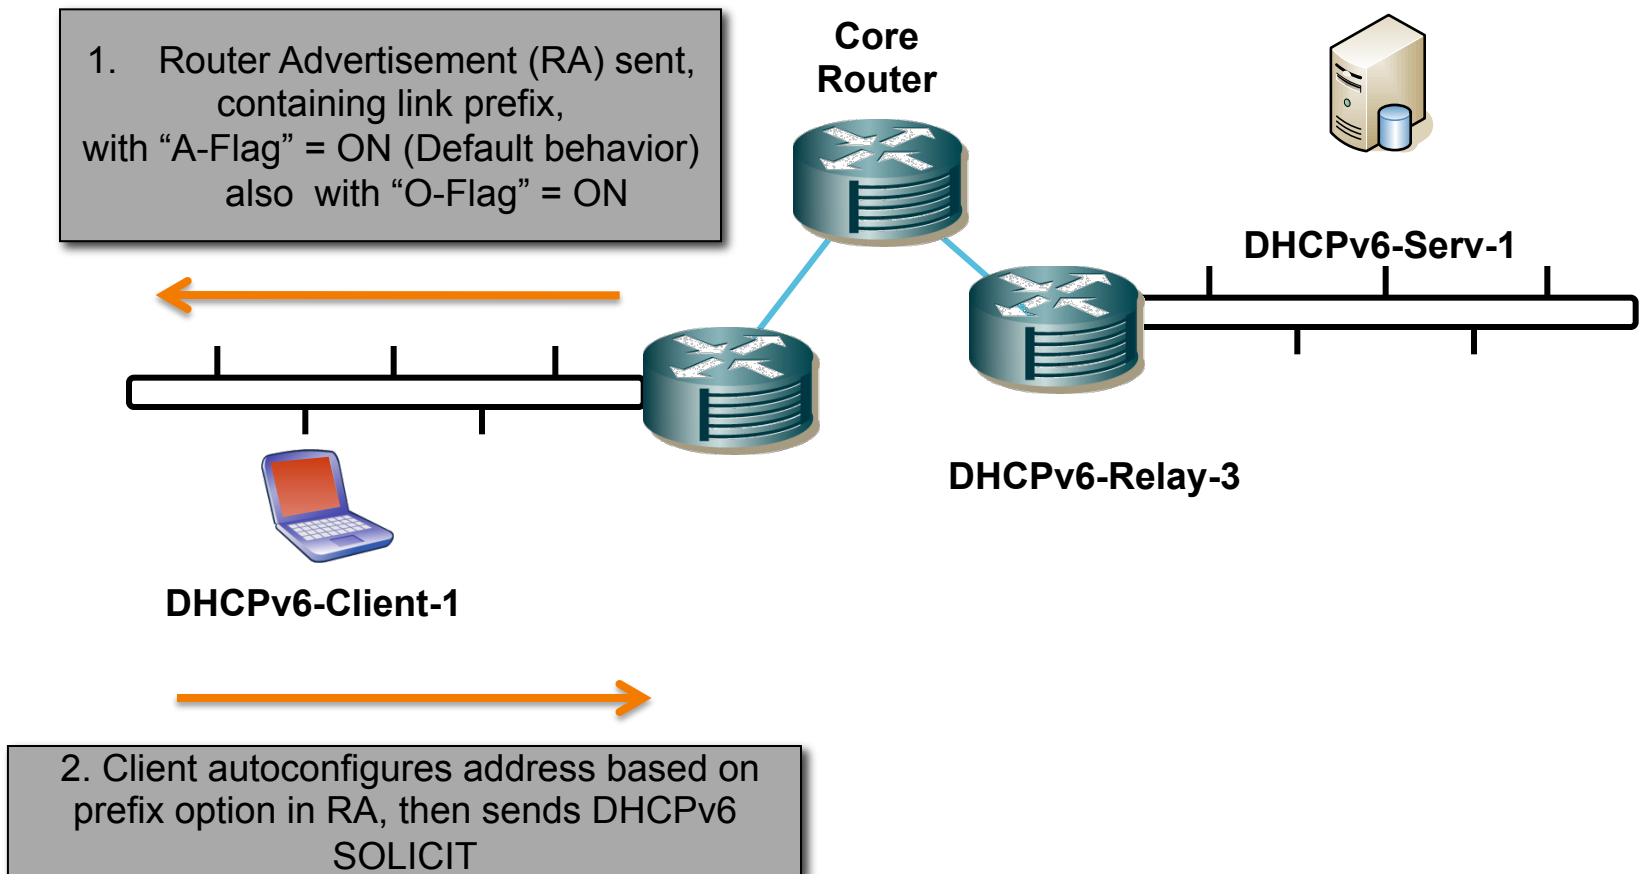 1. Router Advertisement (RA) sent,
containing link prefix,
with “A-Flag” = ON (Default behavior)
also with “O-Flag” = ON
Core
Router
DHCPv6-Serv-1
DHCPv6-Relay-3
DHCPv6-Client-1
2. Client autoconfigures address based on
prefix option in RA, then sends DHCPv6
SOLICIT